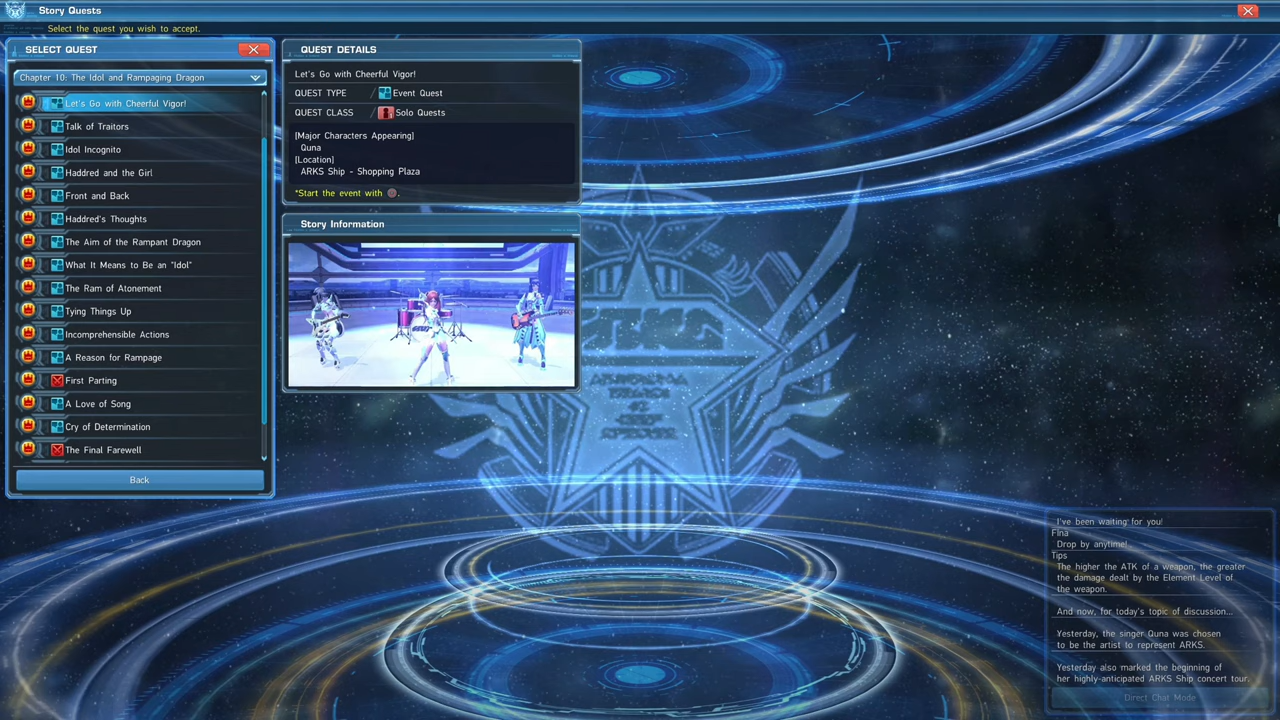 Story Quests
Select the quest you wish to accept.
SELECT QUEST
Chapter 10: The Idol and Rampaging Dragon
Let's Go with Cheerful Vigor!
Talk of Traitors
Idol Incognito
Haddred and the Girl
Front and Back
Haddred's Thoughts
The Aim of the Rampant Dragon
What It Means to Be an "Idol"
The Ram of Atonement
Tying Things Up
Incomprehensible Actions
A Reason for Rampage
First Parting
A Love of Song
Cry of Determination
The Final Farewell
Back
QUEST DETAILS
Let's Go with Cheerful Vigor!
QUEST TYPE / Event Quest
QUEST CLASS / Solo Quests
[Major Characters Appearing]
Quna
[Location]
ARKS Ship - Shopping Plaza
*Start the event with .
Story Information
ARKS
I've been waiting for you!
FIna
Drop by anytime!
Tips
The higher the ATK of a weapon, the greater
the damage dealt by the Element Level of
the weapon.
And now, for today's topic of discussion...
Yesterday, the singer Quna was chosen
to be the artist to represent ARKS.
Yesterday also marked the beginning of
her highly-anticipated ARKS Ship concert tour.
Direct Chat Mode